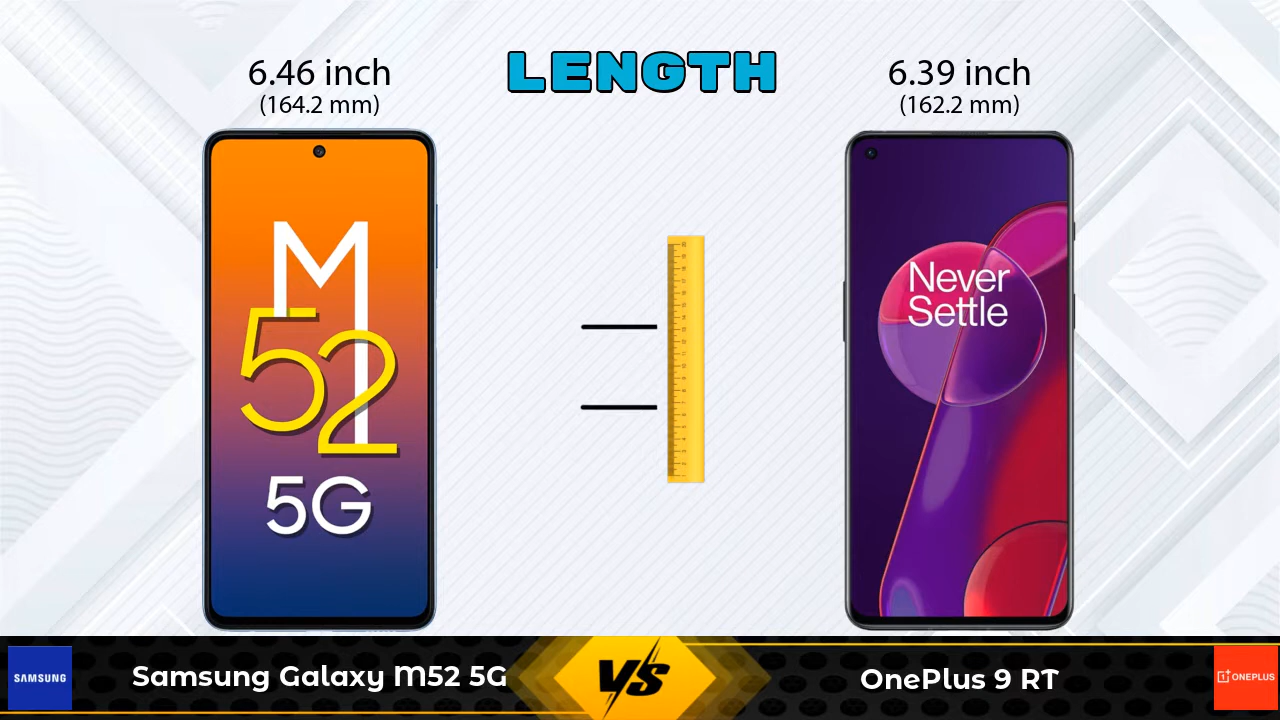 LENGTH
6.46 inch
(164.2 mm)
6.39 inch
(162.2 mm)
M
52
5G
Never
Settle
SAMSUNG
Samsung Galaxy M52 5G
VS
OnePlus 9 RT
1+ ONEPLUS